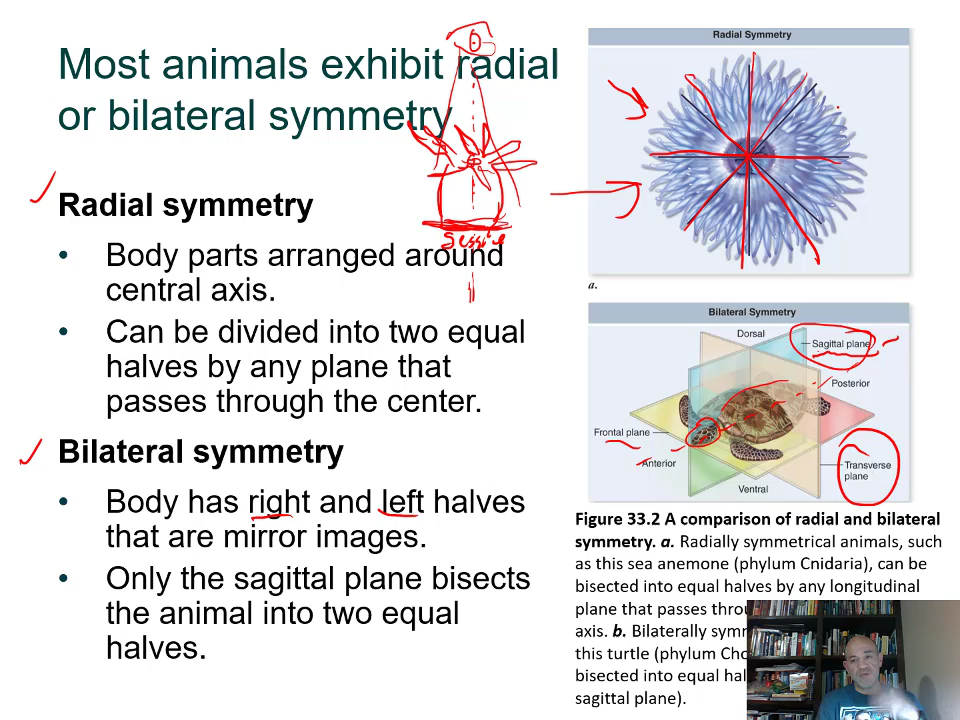 Most animals exhibit radial
or bilateral symmetry
Radial symmetry
• Body parts arranged around
central axis.
• Can be divided into two equal
halves by any plane that
passes through the center.
Bilateral symmetry
• Body has right and left halves
that are mirror images.
• Only the sagittal plane bisects
the animal into two equal
halves.
sessile
Radial Symmetry
a.
Bilateral Symmetry
Dorsal
Sagittal plane
Posterior
Frontal plane
Anterior
Transverse
plane
Ventral
Figure 33.2 A comparison of radial and bilateral
symmetry. a. Radially symmetrical animals, such
as this sea anemone (phylum Cnidaria), can be
bisected into equal halves by any longitudinal
plane that passes
axis. b. Bilaterally
this turtle (phylum
bisected into equal
sagittal plane).